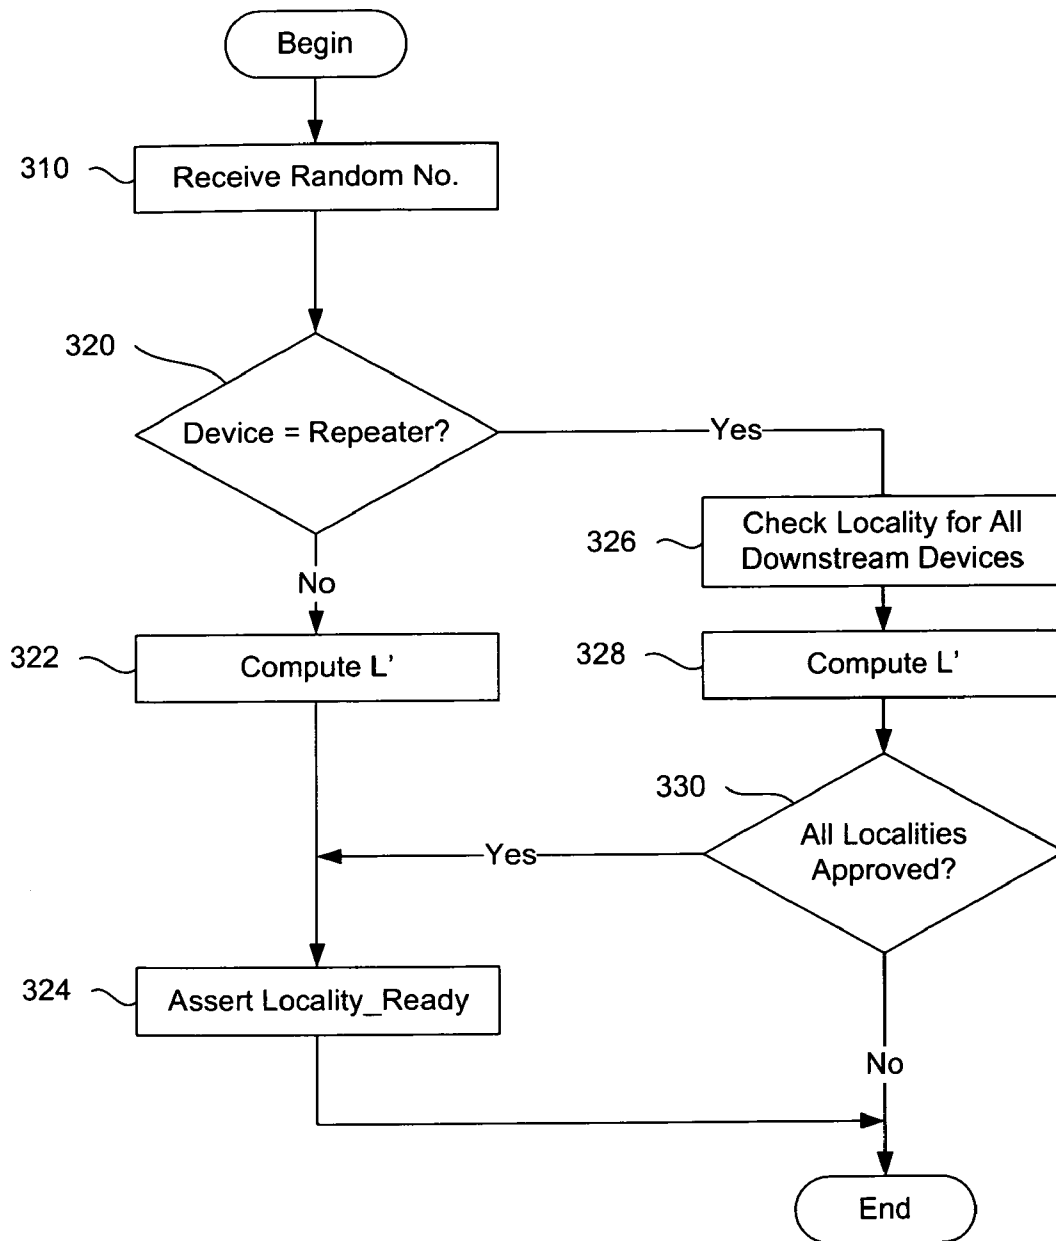 Begin
310
Receive Random No.
320
Device = Repeater?
Yes
326
Check Locality for All
Downstream Devices
No
322
Compute L'
328
Compute L'
330
All Localities
Approved?
Yes
324
Assert Locality_Ready
No
End